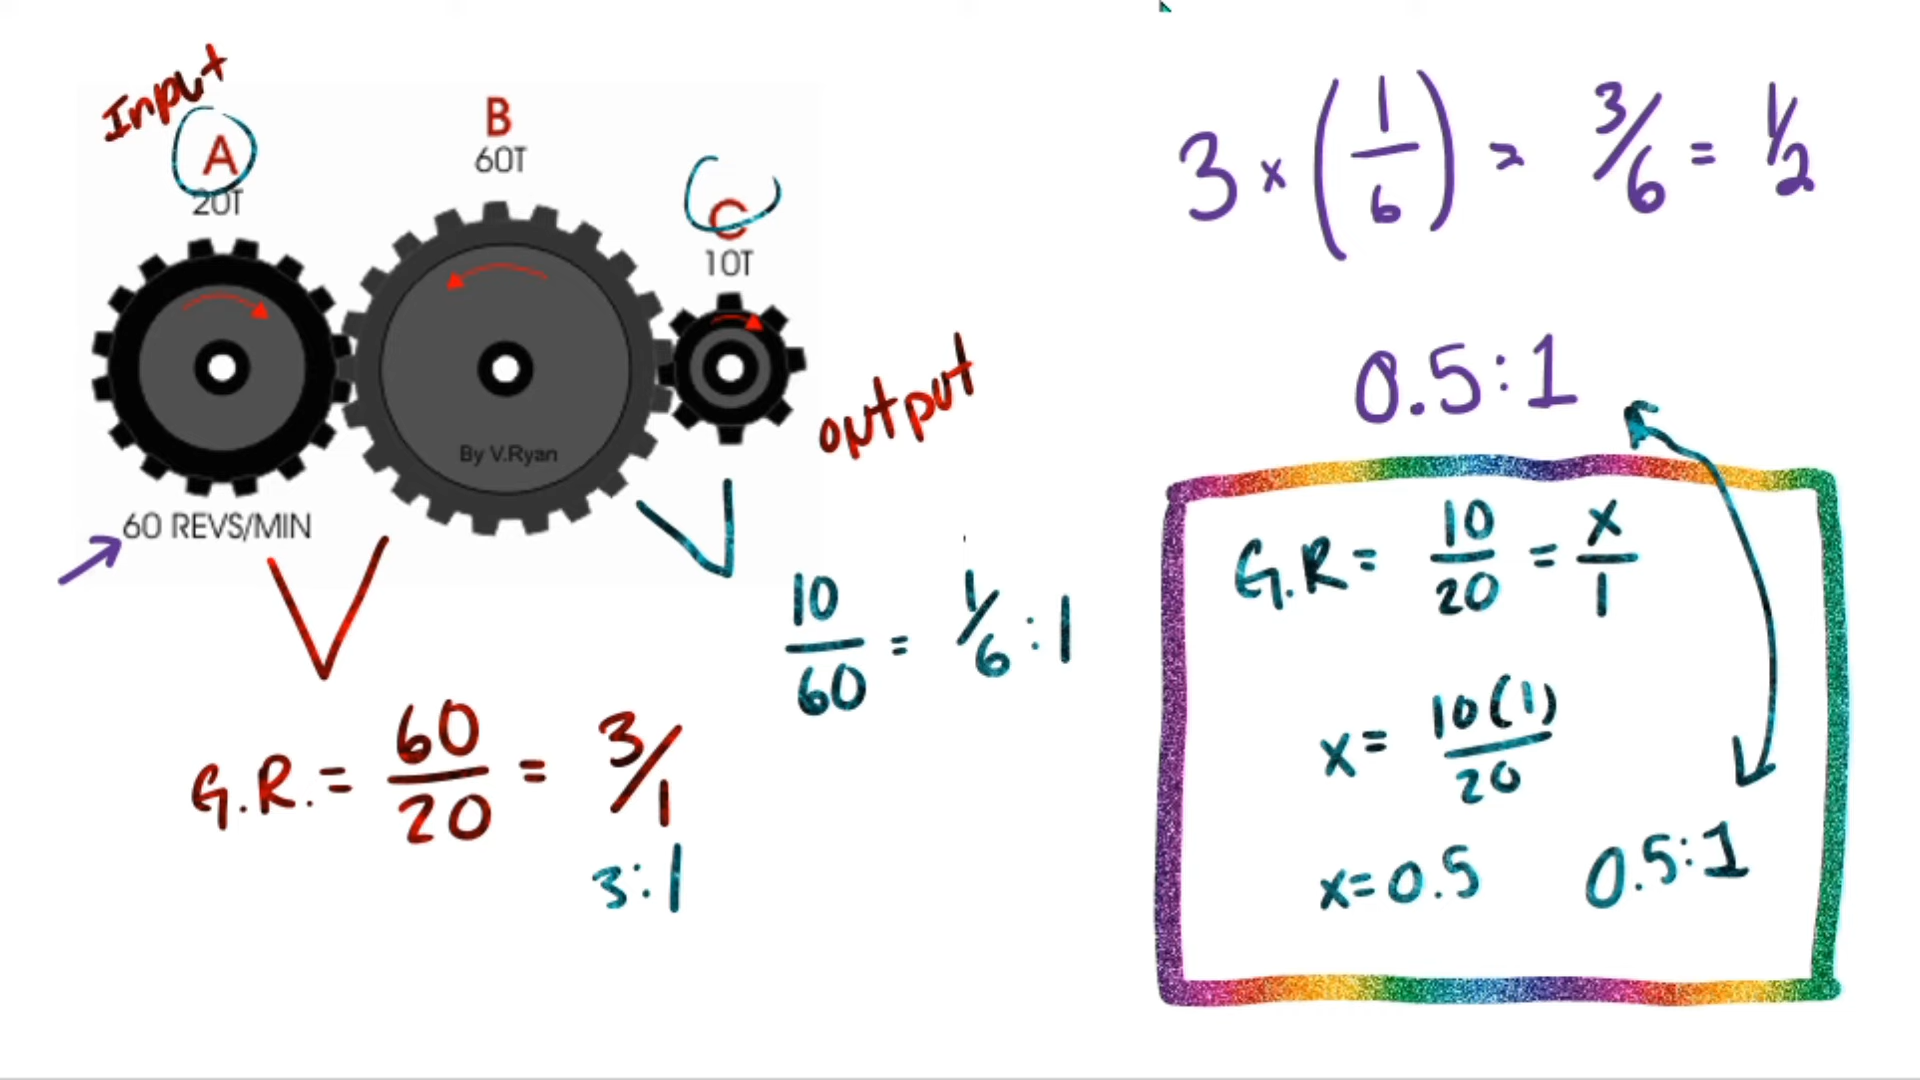 Input
A
20T
B
60T
C
10T
By V.Ryan
output
60 REVS/MIN
G.R. = 60/20 = 3/1
3:1
10/60 = 1/6 : 1
3 × (1/6) = 3/6 = 1/2
0.5:1
G.R = 10/20 = x/1
x = 10(1)/20
x = 0.5 0.5:1